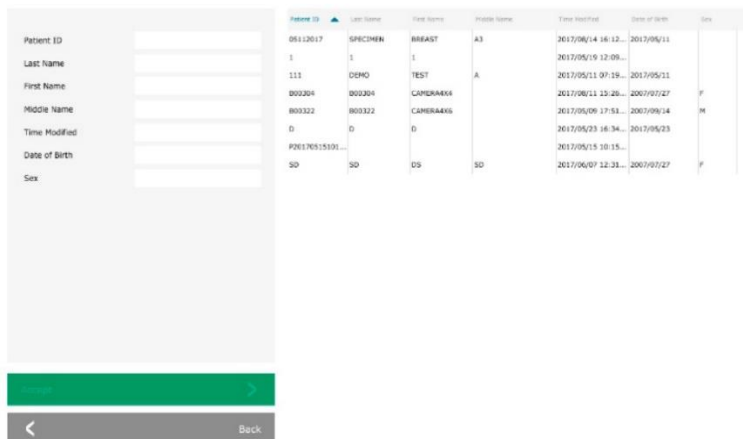 Patient ID
Last Name
First Name
Middle Name
Time Modified
Date of Birth
Sex
Accept
Back
Patient ID Last Name First Name Middle Name Time Modified Date of Birth Sex
05112017 SPECIMEN BREAST A3 2017/08/14 16:12... 2017/05/11
1 1 1 2017/05/19 12:09...
111 DEMO TEST A 2017/05/11 07:19... 2017/05/11
B00304 B00304 CAMERA4X4 2017/08/11 15:26... 2007/07/27 F
B00322 B00322 CAMERA4X6 2017/05/09 17:51... 2007/09/14 M
D D D 2017/05/23 16:34... 2017/05/23
P20170515101... 2017/05/15 10:15...
SD SD DS SD 2017/06/07 12:31... 2007/07/27 F